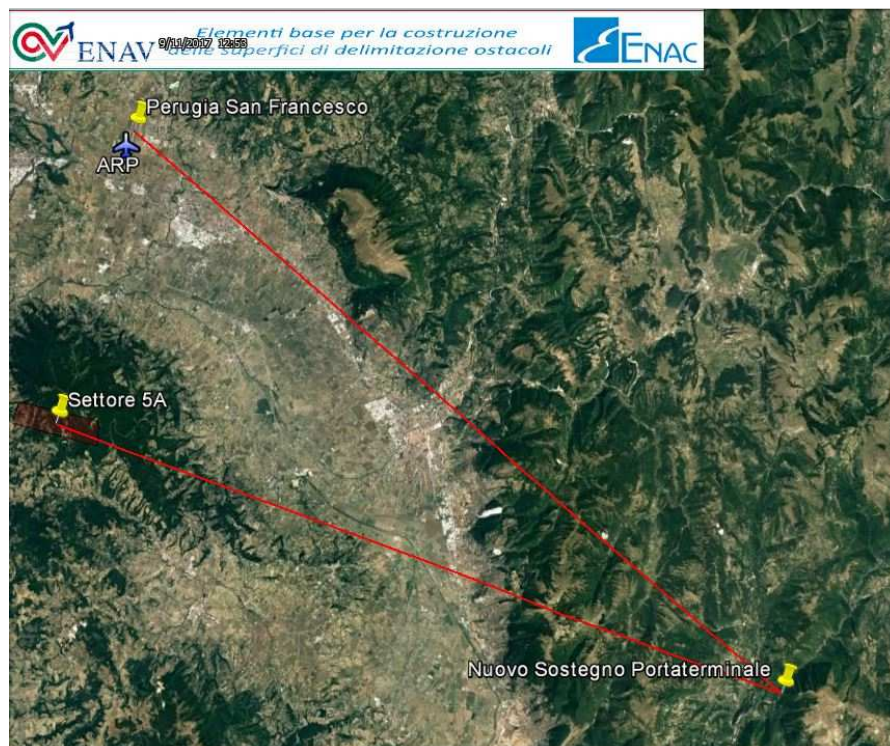 ENAV
9/11/2017 12:53
Elementi base per la costruzione
delle superfici di delimitazione ostacoli
ENAC
Perugia San Francesco
ARP
Settore 5A
Nuovo Sostegno Portaterminale